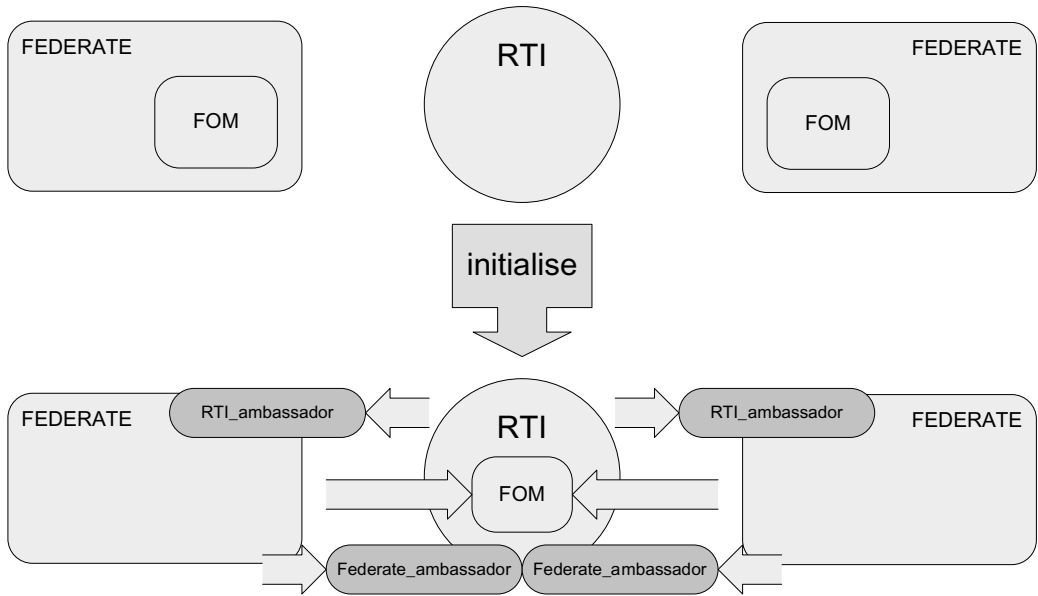 FEDERATE
RTI
FEDERATE
FOM
FOM
initialise
FEDERATE
RTI_ambassador
RTI
RTI_ambassador
FEDERATE
FOM
Federate_ambassador
Federate_ambassador